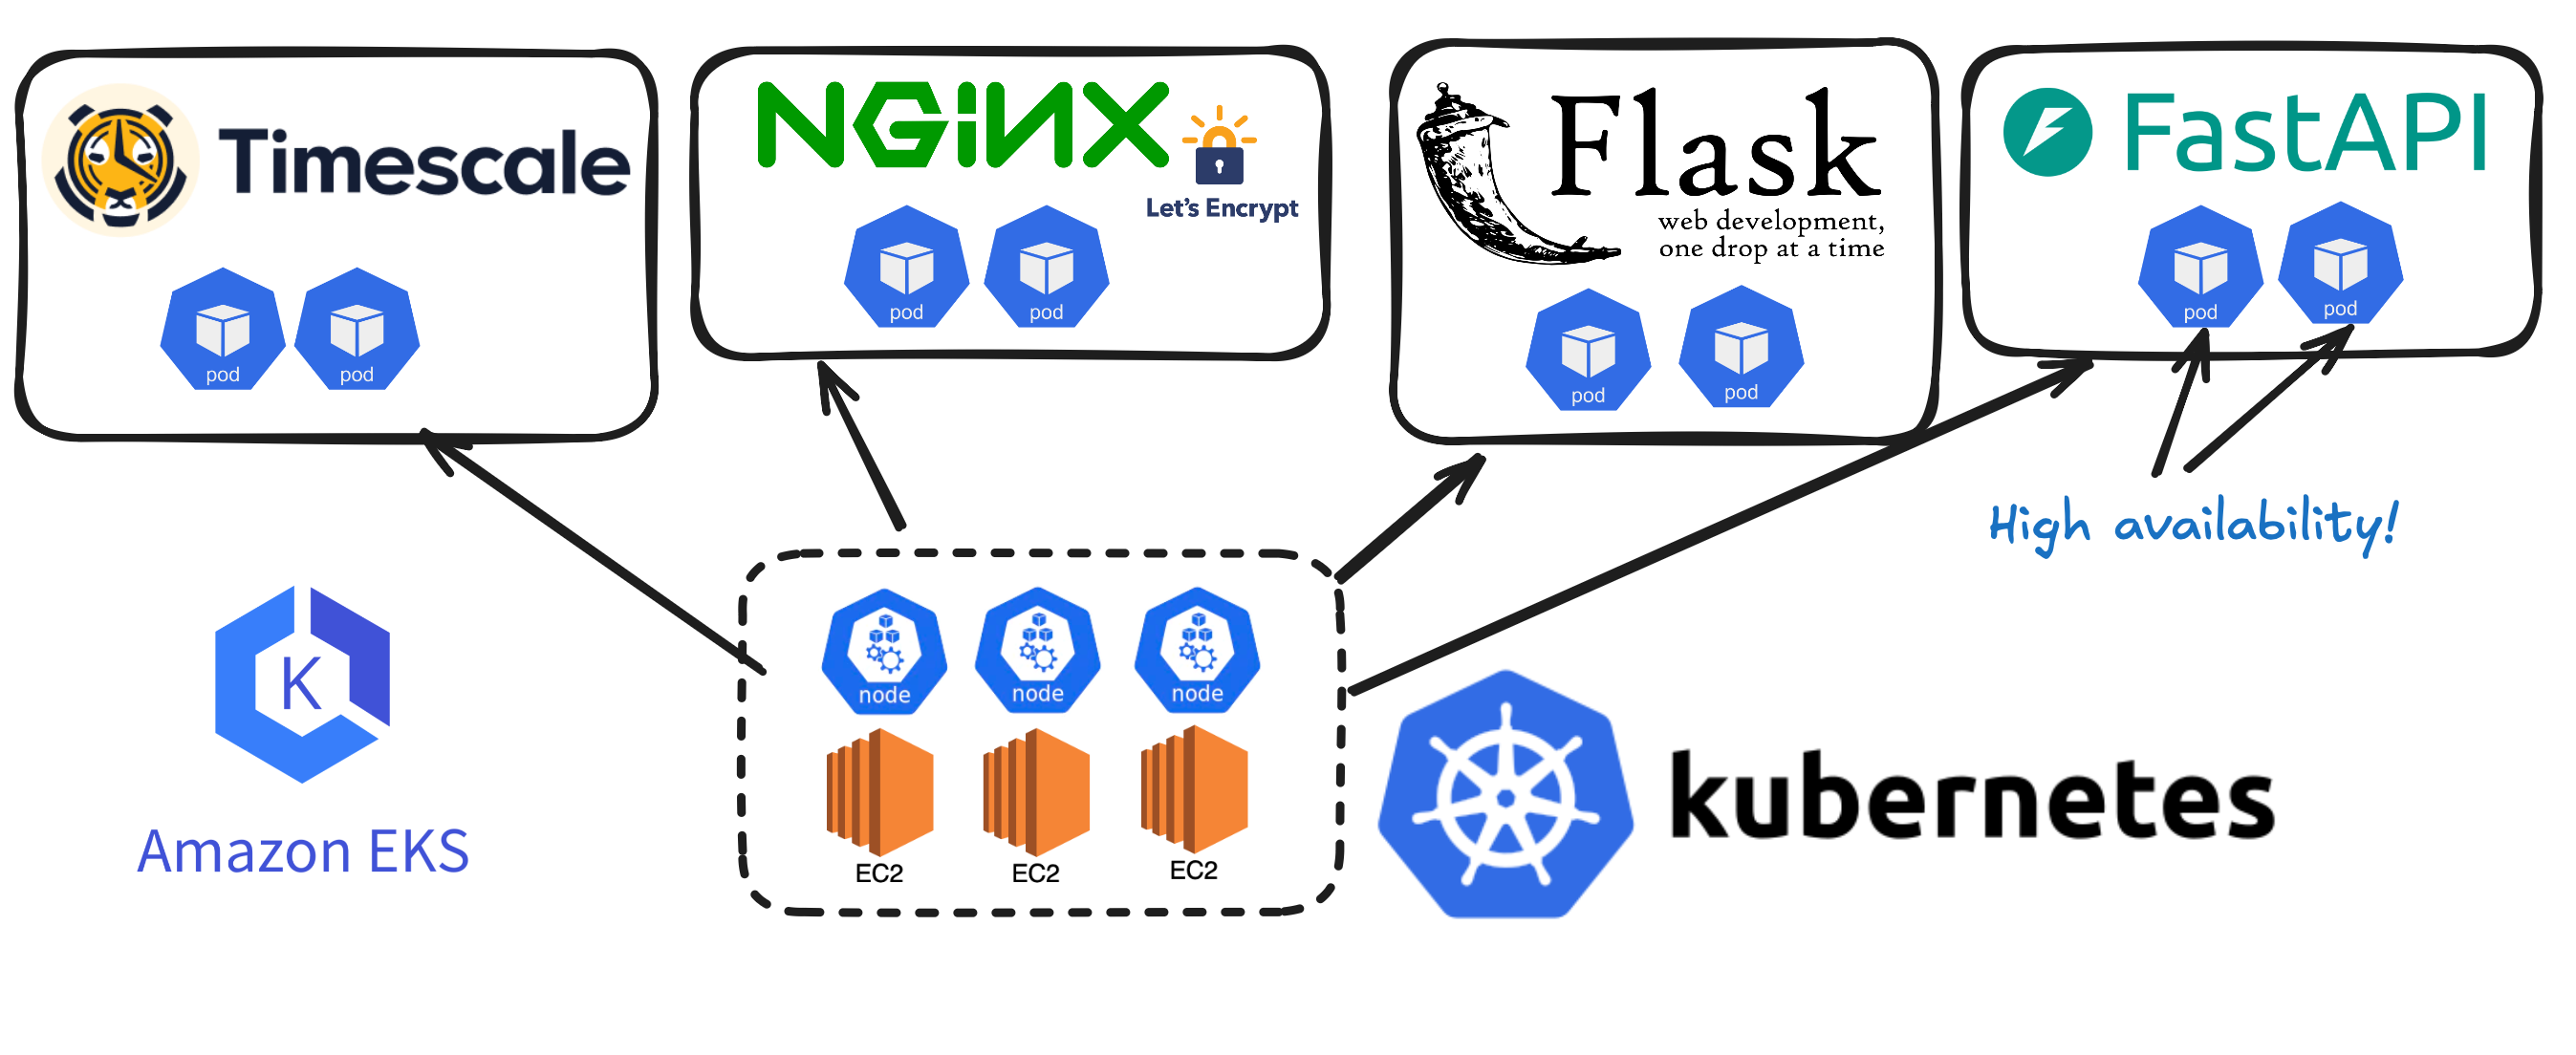 Timescale
pod
pod
NGiNX
Let's Encrypt
pod
pod
Flask
web development,
one drop at a time
pod
pod
FastAPI
pod
pod
High availability!
node
node
node
EC2
EC2
EC2
K
Amazon EKS
kubernetes